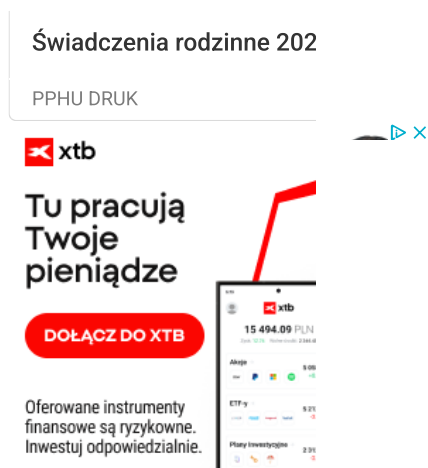 Świadczenia rodzinne 202
PPHU DRUK
xtb
Tu pracują
Twoje
pieniądze
DOŁĄCZ DO XTB
Oferowane instrumenty
finansowe są ryzykowne.
Inwestuj odpowiedzialnie.
xtb
15 494.09 PLN
Akcje
ETF-y
Plany Inwestycyjne